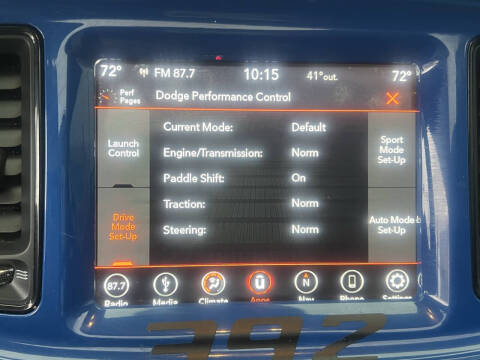 72° FM 87.7 10:15 41°out. 72°
Perf Pages Dodge Performance Control
Launch Control
Current Mode: Default
Engine/Transmission: Norm
Paddle Shift: On
Traction: Norm
Steering: Norm
Sport Mode Set-Up
Drive Mode Set-Up
Auto Mode Set-Up
87.7 N
Radio Media Climate Apps Nav Phone Settings
392